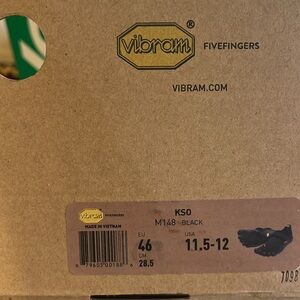 vibram®
FIVEFINGERS
VIBRAM.COM
vibram FIVEFINGERS
MADE IN VIETNAM
KSO
M148 BLACK
EU
46
CM
28.5
USA
11.5-12